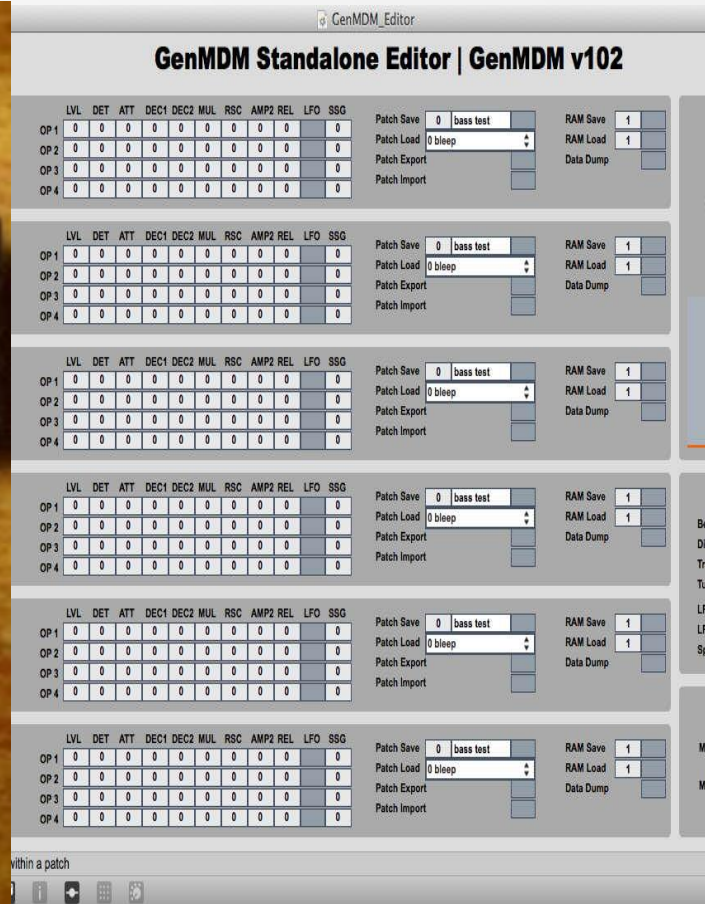 GenMDM_Editor
GenMDM Standalone Editor | GenMDM v102
LVL DET ATT DEC1 DEC2 MUL RSC AMP2 REL LFO SSG
OP 1 0 0 0 0 0 0 0 0 0 0
OP 2 0 0 0 0 0 0 0 0 0 0
OP 3 0 0 0 0 0 0 0 0 0 0
OP 4 0 0 0 0 0 0 0 0 0 0
Patch Save 0 bass test
Patch Load 0 bleep
Patch Export
Patch Import
RAM Save 1
RAM Load 1
Data Dump
LVL DET ATT DEC1 DEC2 MUL RSC AMP2 REL LFO SSG
OP 1 0 0 0 0 0 0 0 0 0 0
OP 2 0 0 0 0 0 0 0 0 0 0
OP 3 0 0 0 0 0 0 0 0 0 0
OP 4 0 0 0 0 0 0 0 0 0 0
Patch Save 0 bass test
Patch Load 0 bleep
Patch Export
Patch Import
RAM Save 1
RAM Load 1
Data Dump
LVL DET ATT DEC1 DEC2 MUL RSC AMP2 REL LFO SSG
OP 1 0 0 0 0 0 0 0 0 0 0
OP 2 0 0 0 0 0 0 0 0 0 0
OP 3 0 0 0 0 0 0 0 0 0 0
OP 4 0 0 0 0 0 0 0 0 0 0
Patch Save 0 bass test
Patch Load 0 bleep
Patch Export
Patch Import
RAM Save 1
RAM Load 1
Data Dump
LVL DET ATT DEC1 DEC2 MUL RSC AMP2 REL LFO SSG
OP 1 0 0 0 0 0 0 0 0 0 0
OP 2 0 0 0 0 0 0 0 0 0 0
OP 3 0 0 0 0 0 0 0 0 0 0
OP 4 0 0 0 0 0 0 0 0 0 0
Patch Save 0 bass test
Patch Load 0 bleep
Patch Export
Patch Import
RAM Save 1
RAM Load 1
Data Dump
LVL DET ATT DEC1 DEC2 MUL RSC AMP2 REL LFO SSG
OP 1 0 0 0 0 0 0 0 0 0 0
OP 2 0 0 0 0 0 0 0 0 0 0
OP 3 0 0 0 0 0 0 0 0 0 0
OP 4 0 0 0 0 0 0 0 0 0 0
Patch Save 0 bass test
Patch Load 0 bleep
Patch Export
Patch Import
RAM Save 1
RAM Load 1
Data Dump
LVL DET ATT DEC1 DEC2 MUL RSC AMP2 REL LFO SSG
OP 1 0 0 0 0 0 0 0 0 0 0
OP 2 0 0 0 0 0 0 0 0 0 0
OP 3 0 0 0 0 0 0 0 0 0 0
OP 4 0 0 0 0 0 0 0 0 0 0
Patch Save 0 bass test
Patch Load 0 bleep
Patch Export
Patch Import
RAM Save 1
RAM Load 1
Data Dump
within a patch